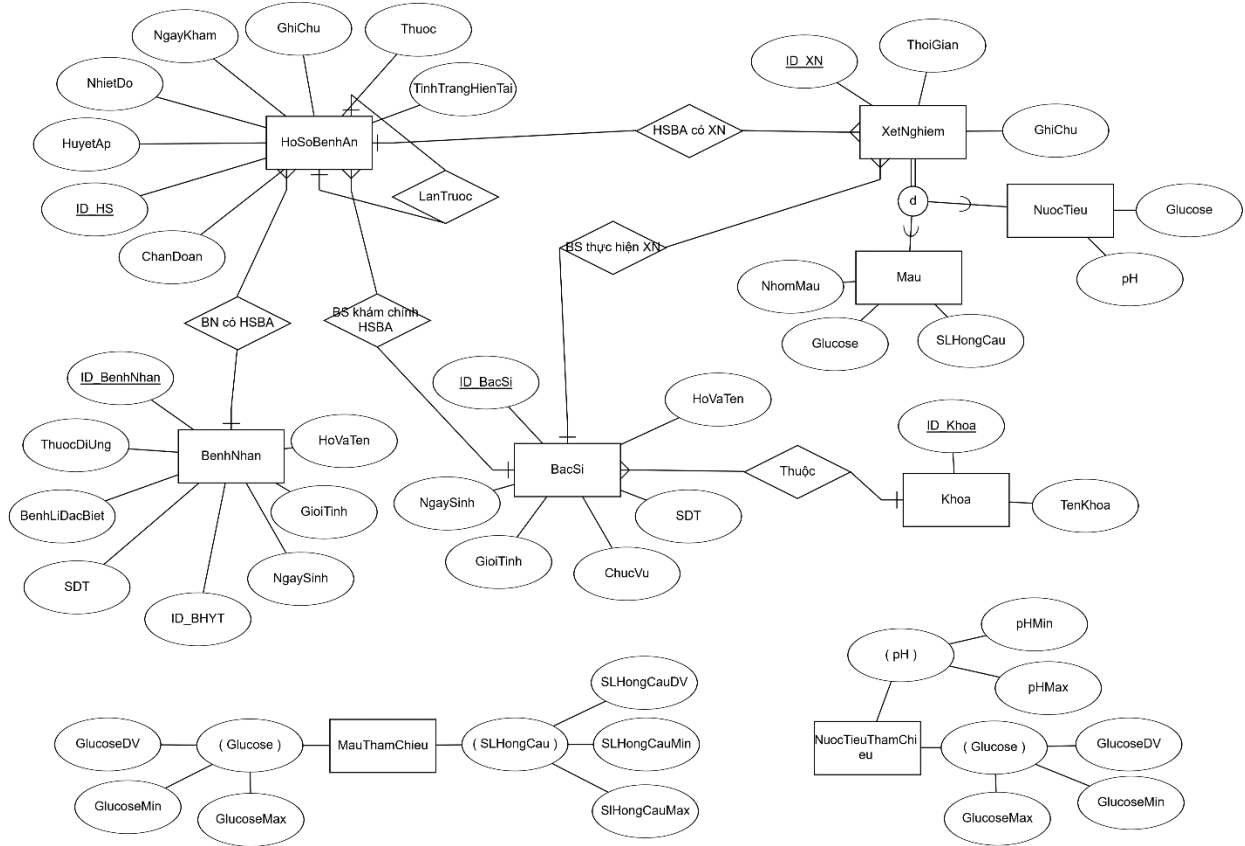 GhiChu
Thuoc
NgayKham
ThoiGian
ID_XN
NhietDo
TinhTrangHienTai
HSBA có XN
HoSoBenhAn
XetNghiem
GhiChu
HuyetAp
LanTruoc
d
NuocTieu
Glucose
ID_HS
BS thực hiện XN
ChanDoan
Mau
pH
NhomMau
BN có HSBA
BS khám chính
HSBA
Glucose
SLHongCau
ID_BenhNhan
ID_BacSi
HoVaTen
ID_Khoa
ThuocDiUng
HoVaTen
BenhNhan
BacSi
Thuộc
Khoa
TenKhoa
BenhLiDacBiet
GioiTinh
NgaySinh
SDT
GioiTinh
ChucVu
SDT
NgaySinh
ID_BHYT
pHMin
( pH )
pHMax
SLHongCauDV
GlucoseDV
( Glucose )
MauThamChieu
( SLHongCau )
SLHongCauMin
NuocTieuThamChi
eu
( Glucose )
GlucoseDV
GlucoseMin
GlucoseMax
SlHongCauMax
GlucoseMax
GlucoseMin